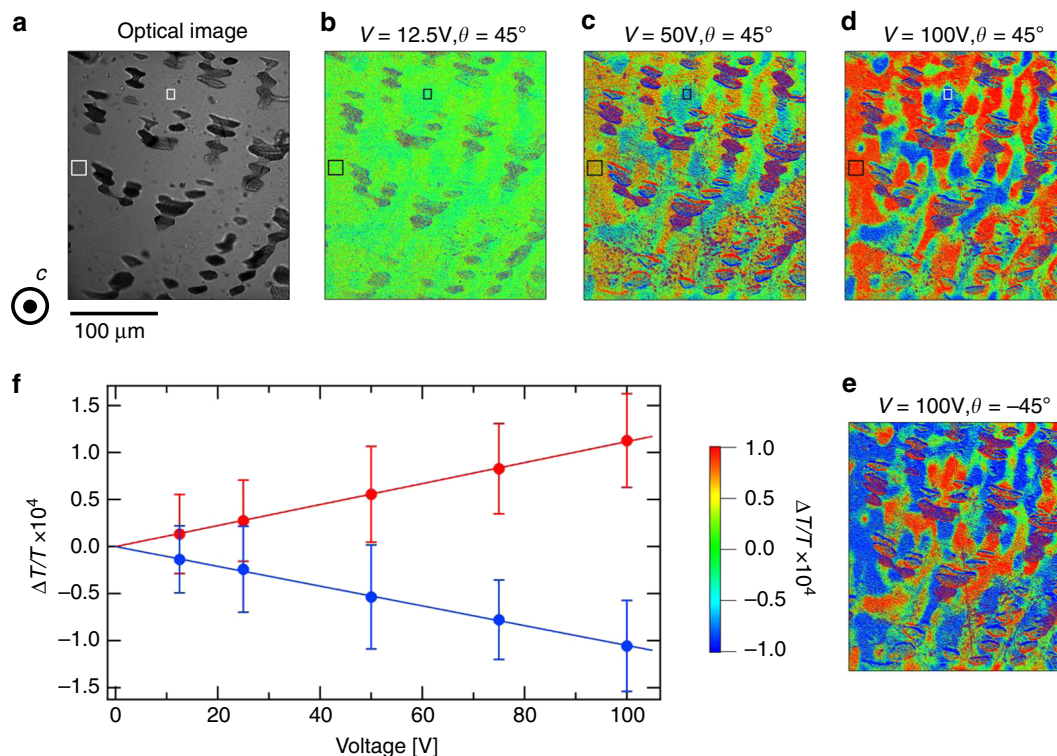 a
Optical image
b
V = 12.5V,θ = 45°
c
V = 50V,θ = 45°
d
V = 100V,θ = 45°
c
100 μm
f
ΔT/T ×10⁴
1.5
1.0
0.5
0.0
−0.5
−1.0
−1.5
0
20
40
60
80
100
Voltage [V]
1.0
0.5
0.0
−0.5
−1.0
ΔT/T ×10⁴
e
V = 100V,θ = −45°